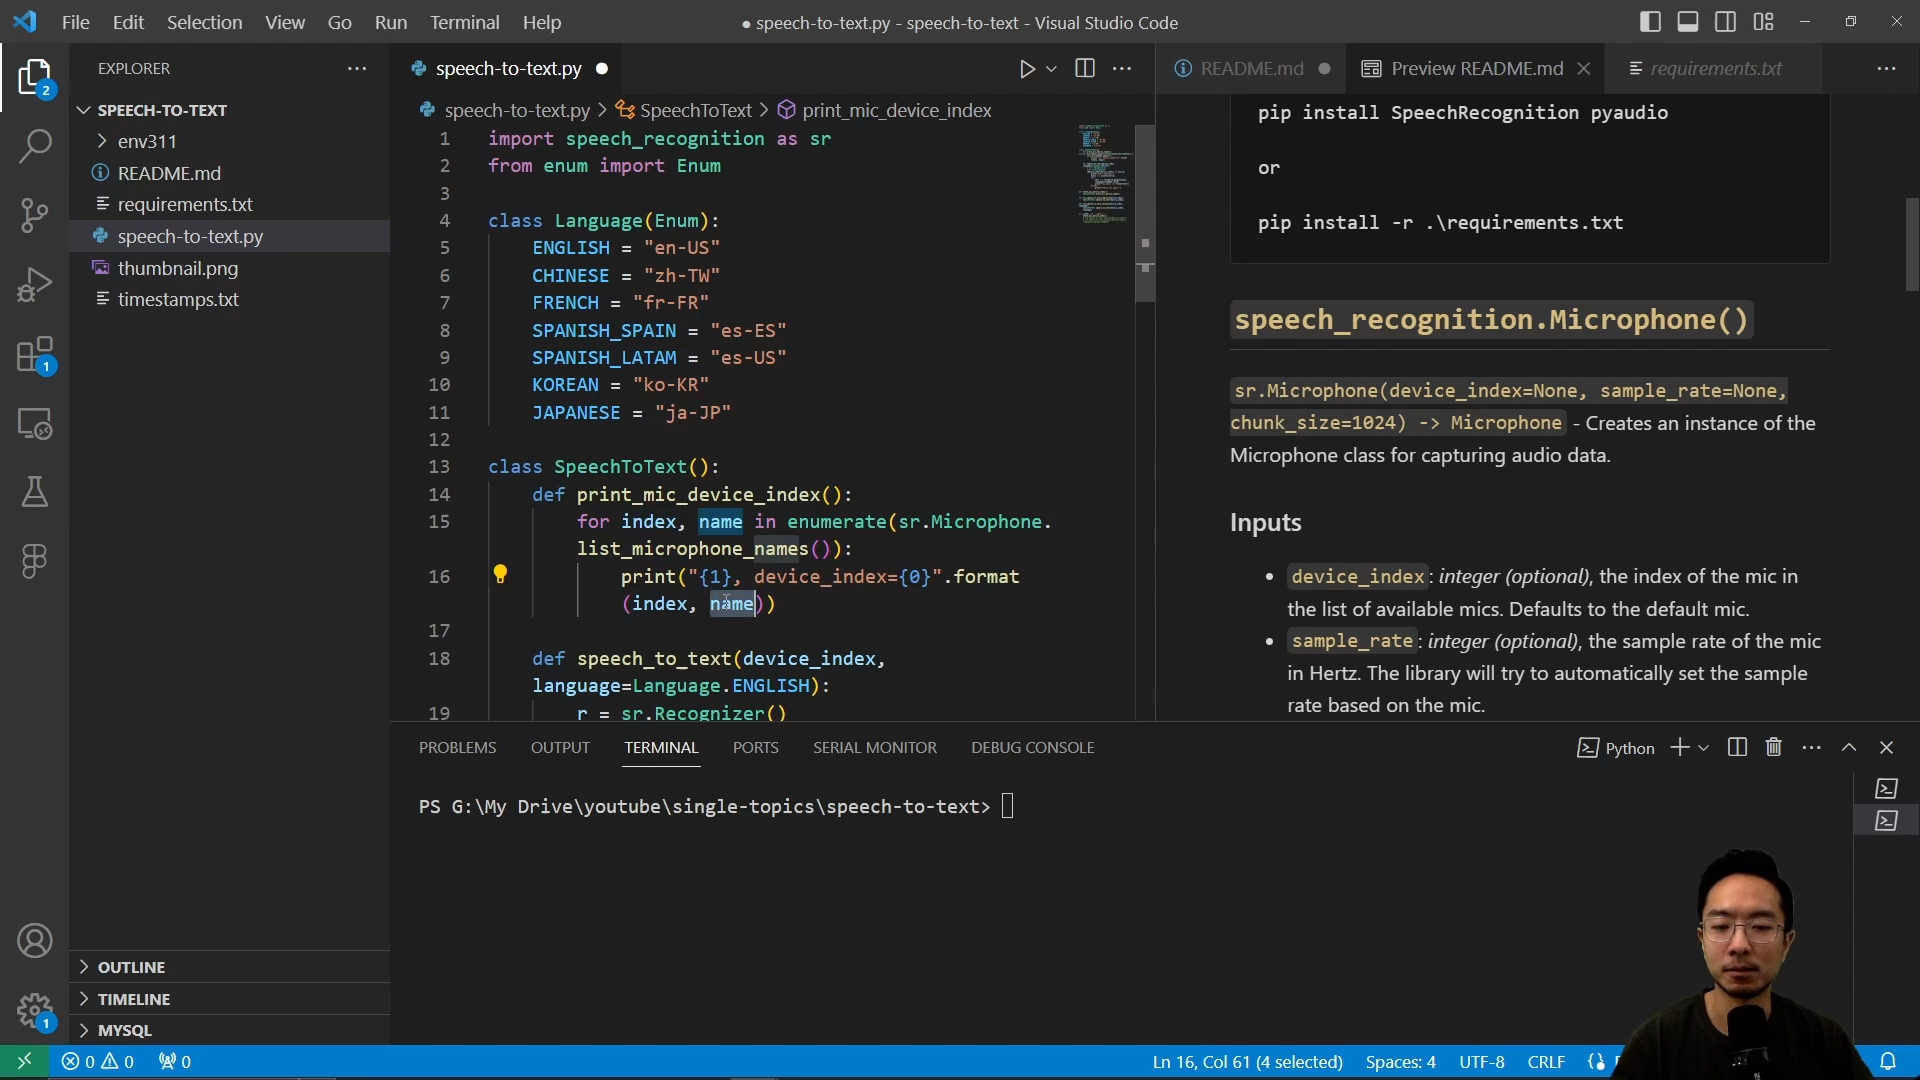 File Edit Selection View Go Run Terminal Help
● speech-to-text.py - speech-to-text - Visual Studio Code
EXPLORER
SPEECH-TO-TEXT
env311
README.md
requirements.txt
speech-to-text.py
thumbnail.png
timestamps.txt
OUTLINE
TIMELINE
MYSQL
2
1
1
speech-to-text.py
speech-to-text.py > SpeechToText > print_mic_device_index
1 import speech_recognition as sr
2 from enum import Enum
3
4 class Language(Enum):
5 ENGLISH = "en-US"
6 CHINESE = "zh-TW"
7 FRENCH = "fr-FR"
8 SPANISH_SPAIN = "es-ES"
9 SPANISH_LATAM = "es-US"
10 KOREAN = "ko-KR"
11 JAPANESE = "ja-JP"
12
13 class SpeechToText():
14 def print_mic_device_index():
15 for index, name in enumerate(sr.Microphone.
list_microphone_names()):
16 print("{1}, device_index={0}".format
(index, name))
17
18 def speech_to_text(device_index,
language=Language.ENGLISH):
19 r = sr.Recognizer()
README.md
Preview README.md
requirements.txt
pip install SpeechRecognition pyaudio
or
pip install -r .\requirements.txt
speech_recognition.Microphone()
sr.Microphone(device_index=None, sample_rate=None,
chunk_size=1024) -> Microphone - Creates an instance of the
Microphone class for capturing audio data.
Inputs
• device_index: integer (optional), the index of the mic in
the list of available mics. Defaults to the default mic.
• sample_rate: integer (optional), the sample rate of the mic
in Hertz. The library will try to automatically set the sample
rate based on the mic.
PROBLEMS OUTPUT TERMINAL PORTS SERIAL MONITOR DEBUG CONSOLE
Python
PS G:\My Drive\youtube\single-topics\speech-to-text>
0 0 0
Ln 16, Col 61 (4 selected) Spaces: 4 UTF-8 CRLF